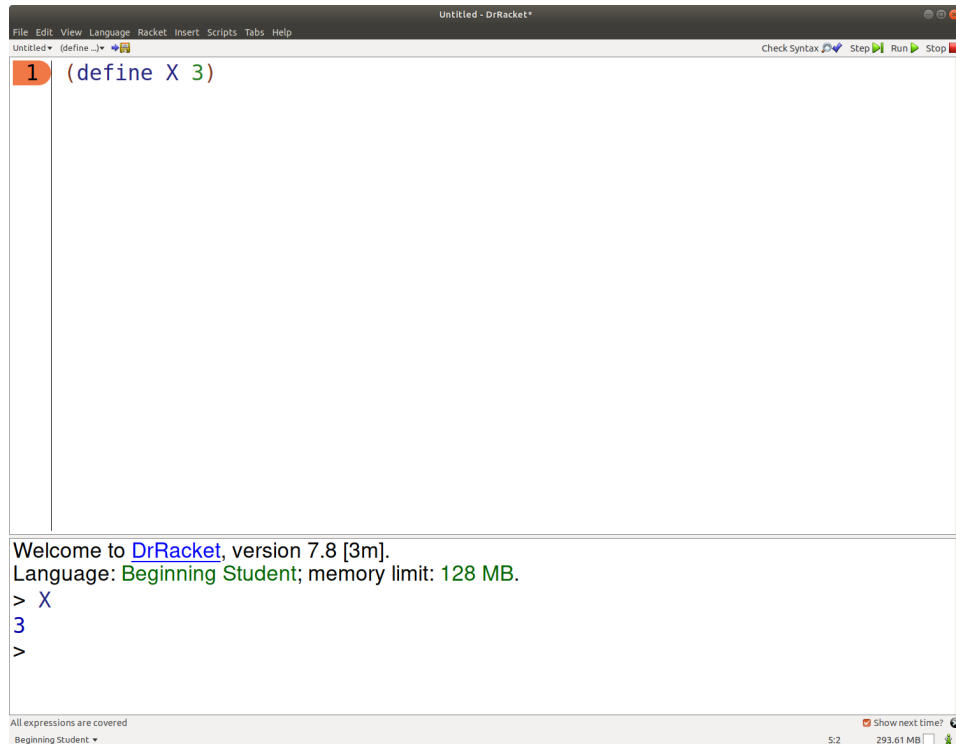 Untitled - DrRacket*
File Edit View Language Racket Insert Scripts Tabs Help
Untitled (define ...) Check Syntax Step Run Stop
1 (define X 3)
Welcome to DrRacket, version 7.8 [3m].
Language: Beginning Student; memory limit: 128 MB.
> X
3
>
All expressions are covered Show next time?
Beginning Student 5:2 293.61 MB